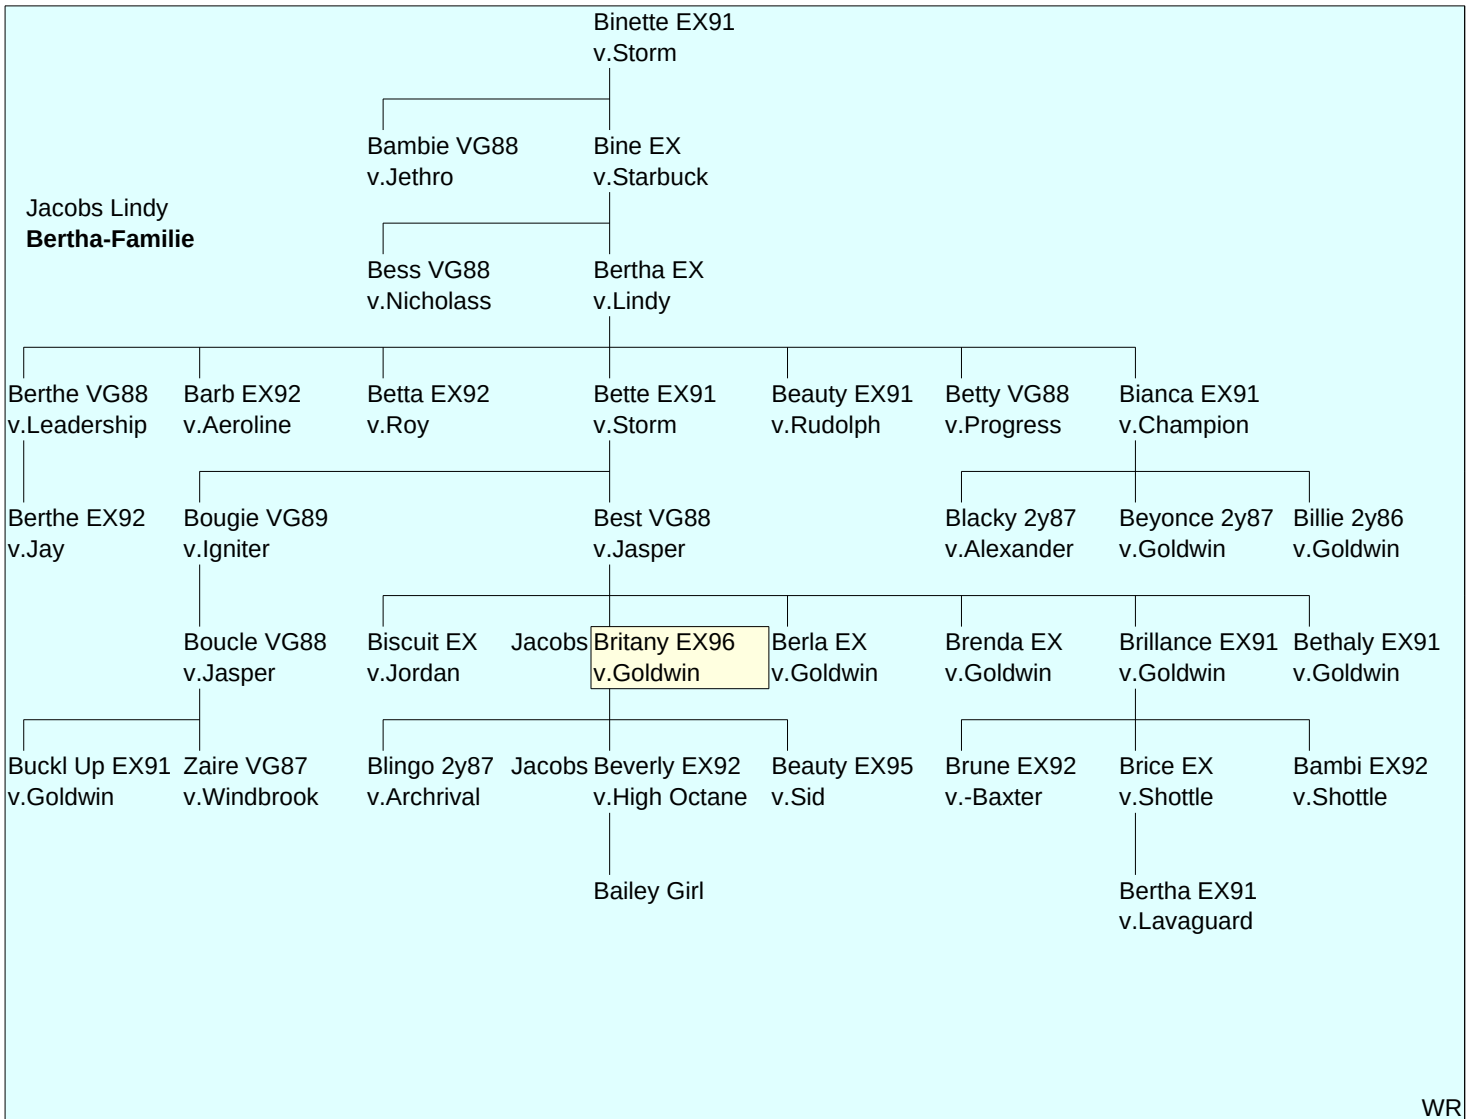 Binette EX91
v.Storm
Bambie VG88
v.Jethro
Bine EX
v.Starbuck
Jacobs Lindy
Bertha-Familie
Bess VG88
v.Nicholass
Bertha EX
v.Lindy
Berthe VG88
v.Leadership
Barb EX92
v.Aeroline
Betta EX92
v.Roy
Bette EX91
v.Storm
Beauty EX91
v.Rudolph
Betty VG88
v.Progress
Bianca EX91
v.Champion
Berthe EX92
v.Jay
Bougie VG89
v.Igniter
Best VG88
v.Jasper
Blacky 2y87
v.Alexander
Beyonce 2y87
v.Goldwin
Billie 2y86
v.Goldwin
Boucle VG88
v.Jasper
Biscuit EX
v.Jordan
Jacobs Britany EX96
v.Goldwin
Berla EX
v.Goldwin
Brenda EX
v.Goldwin
Brillance EX91
v.Goldwin
Bethaly EX91
v.Goldwin
Buckl Up EX91
v.Goldwin
Zaire VG87
v.Windbrook
Blingo 2y87
v.Archrival
Jacobs Beverly EX92
v.High Octane
Beauty EX95
v.Sid
Brune EX92
v.-Baxter
Brice EX
v.Shottle
Bambi EX92
v.Shottle
Bailey Girl
Bertha EX91
v.Lavaguard
WR